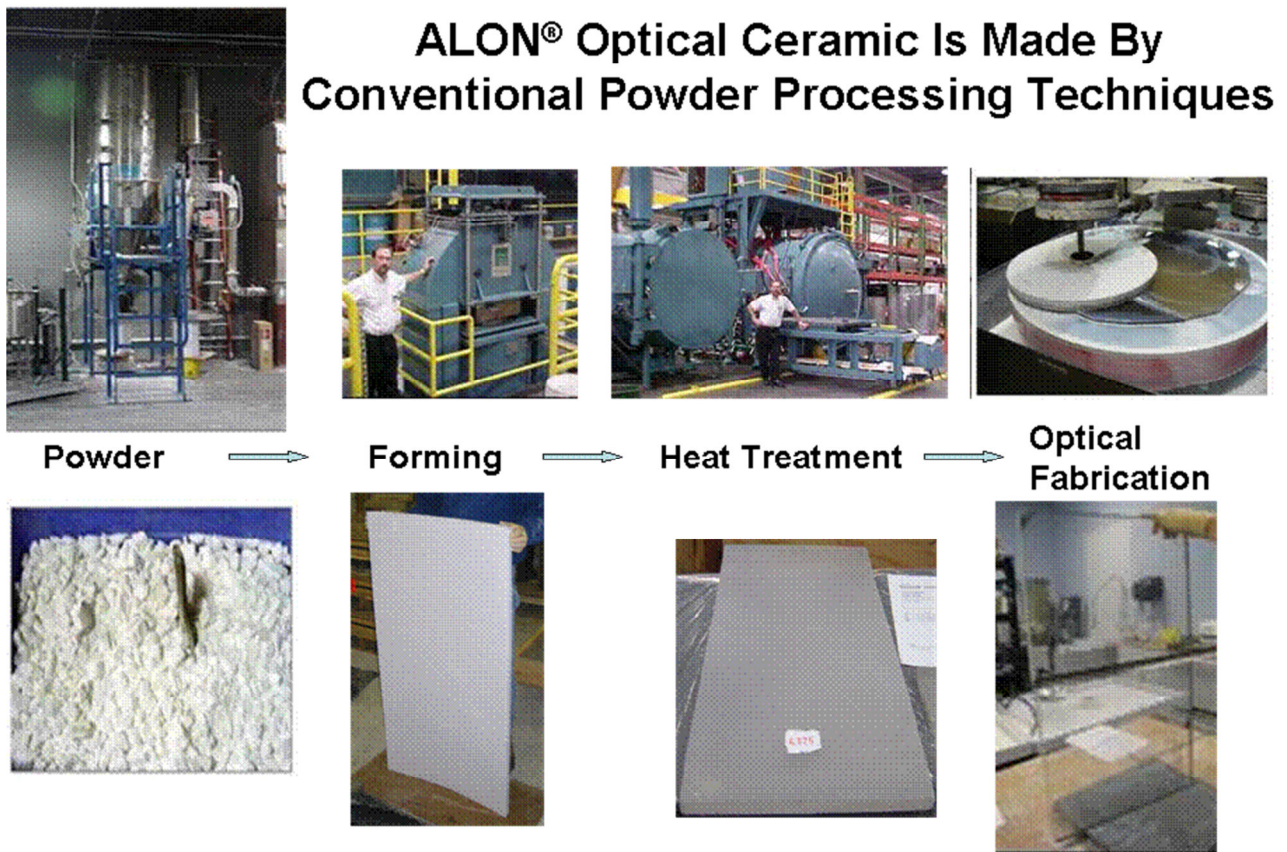 ALON® Optical Ceramic Is Made By
Conventional Powder Processing Techniques
Powder
Forming
Heat Treatment
Optical
Fabrication